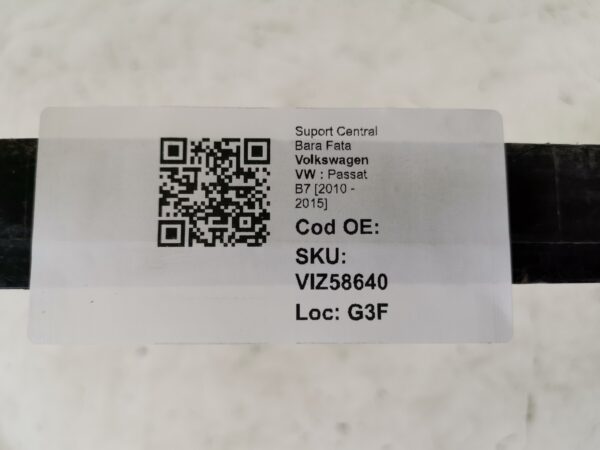 Suport Central
Bara Fata
Volkswagen
VW : Passat
B7 [2010 -
2015]
Cod OE:
SKU:
VIZ58640
Loc: G3F